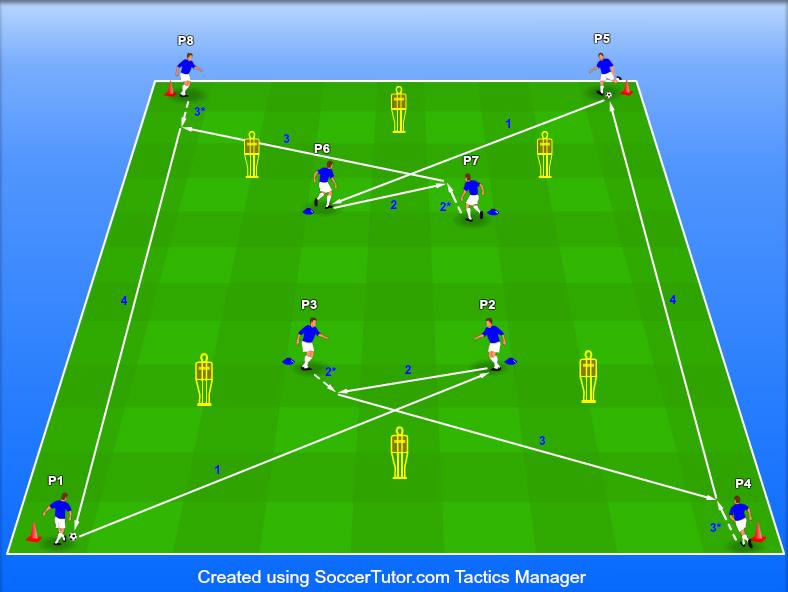 P8
P5
3*
1
3
P6
P7
2
2*
4
4
P3
P2
2*
2
3
1
P1
P4
3*
Created using SoccerTutor.com Tactics Manager